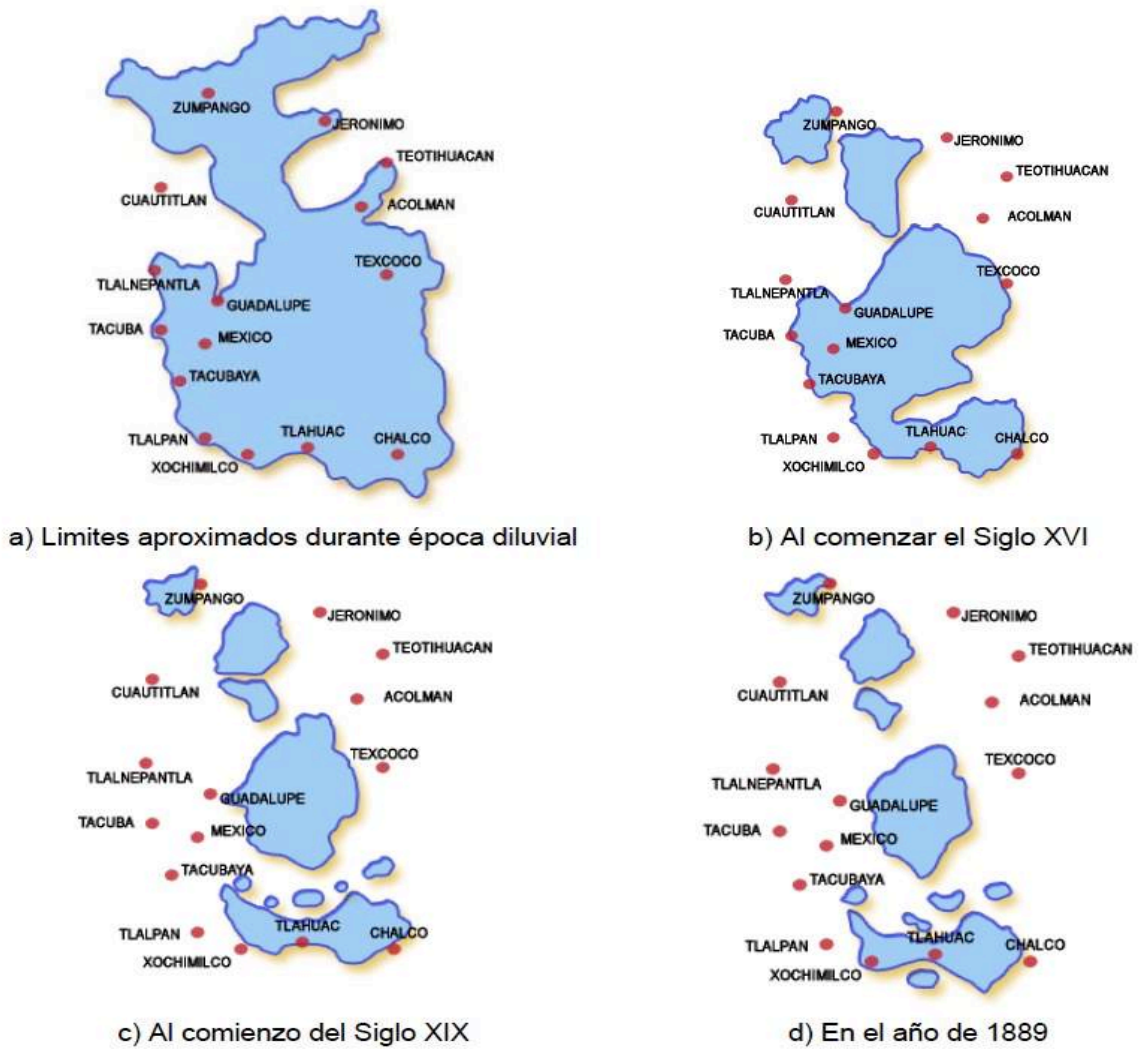 ZUMPANGO
JERONIMO
TEOTIHUACAN
CUAUTITLAN
ACOLMAN
TEXCOCO
TLALNEPANTLA
GUADALUPE
TACUBA
MEXICO
TACUBAYA
TLALPAN
TLAHUAC
CHALCO
XOCHIMILCO
a) Limites aproximados durante época diluvial
ZUMPANGO
JERONIMO
TEOTIHUACAN
CUAUTITLAN
ACOLMAN
TEXCOCO
TLALNEPANTLA
GUADALUPE
TACUBA
MEXICO
TACUBAYA
TLALPAN
TLAHUAC
CHALCO
XOCHIMILCO
b) Al comenzar el Siglo XVI
ZUMPANGO
JERONIMO
TEOTIHUACAN
CUAUTITLAN
ACOLMAN
TEXCOCO
TLALNEPANTLA
GUADALUPE
TACUBA
MEXICO
TACUBAYA
TLALPAN
TLAHUAC
CHALCO
XOCHIMILCO
c) Al comienzo del Siglo XIX
ZUMPANGO
JERONIMO
TEOTIHUACAN
CUAUTITLAN
ACOLMAN
TEXCOCO
TLALNEPANTLA
GUADALUPE
TACUBA
MEXICO
TACUBAYA
TLALPAN
TLAHUAC
CHALCO
XOCHIMILCO
d) En el año de 1889